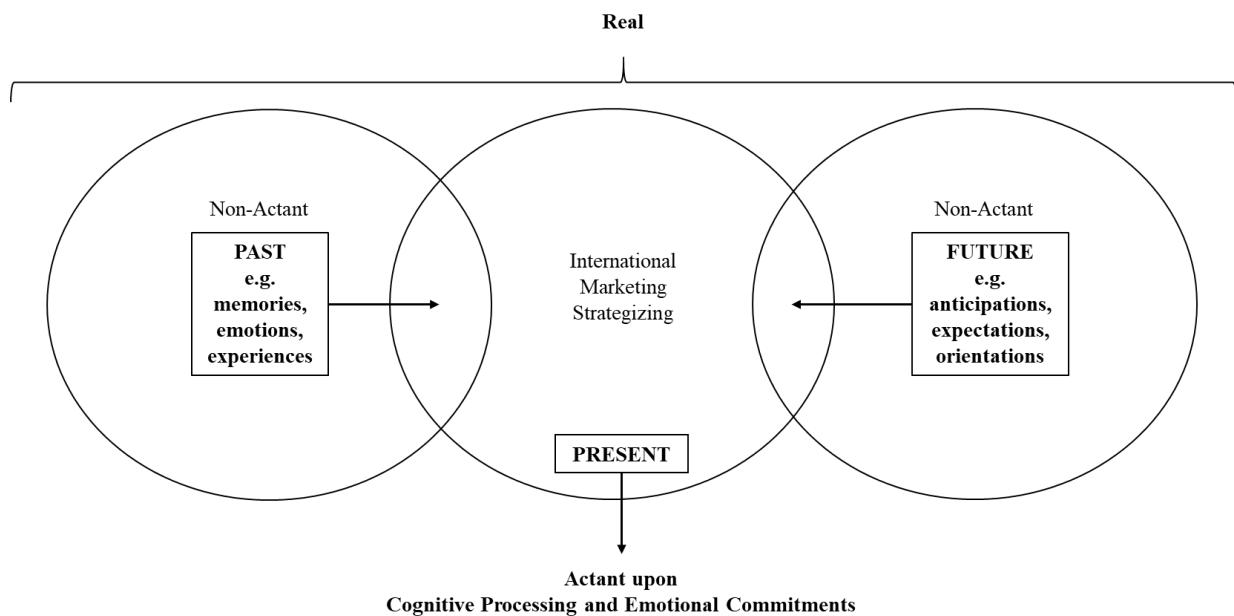 Real
Non-Actant
PAST
e.g.
memories,
emotions,
experiences
International
Marketing
Strategizing
Non-Actant
FUTURE
e.g.
anticipations,
expectations,
orientations
PRESENT
Actant upon
Cognitive Processing and Emotional Commitments